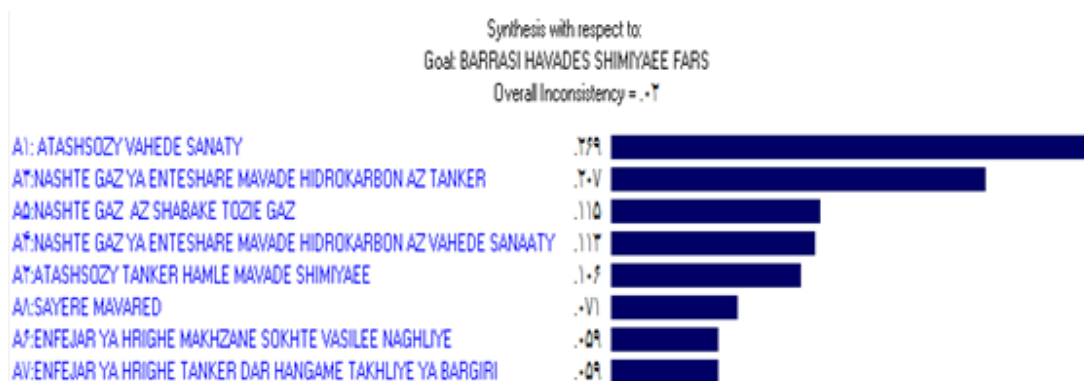 Synthesis with respect to:
Goal: BARRASI HAVADES SHIMIYAEE FARS
Overall Inconsistency = .۰۲
A۱: ATASHSOZY VAHEDE SANATY .۲۶۹
A۳:NASHTE GAZ YA ENTESHARE MAVADE HIDROKARBON AZ TANKER .۲۰۷
A۵:NASHTE GAZ AZ SHABAKE TOZIE GAZ .۱۱۵
A۴:NASHTE GAZ YA ENTESHARE MAVADE HIDROKARBON AZ VAHEDE SANAATY .۱۱۳
A۲:ATASHSOZY TANKER HAMLE MAVADE SHIMIYAEE .۱۰۶
A۸:SAYERE MAVARED .۰۷۱
A۶:ENFEJAR YA HRIGHE MAKHZANE SOKHTE VASILEE NAGHLIYE .۰۵۹
A۷:ENFEJAR YA HRIGHE TANKER DAR HANGAME TAKHLIYE YA BARGIRI .۰۵۹